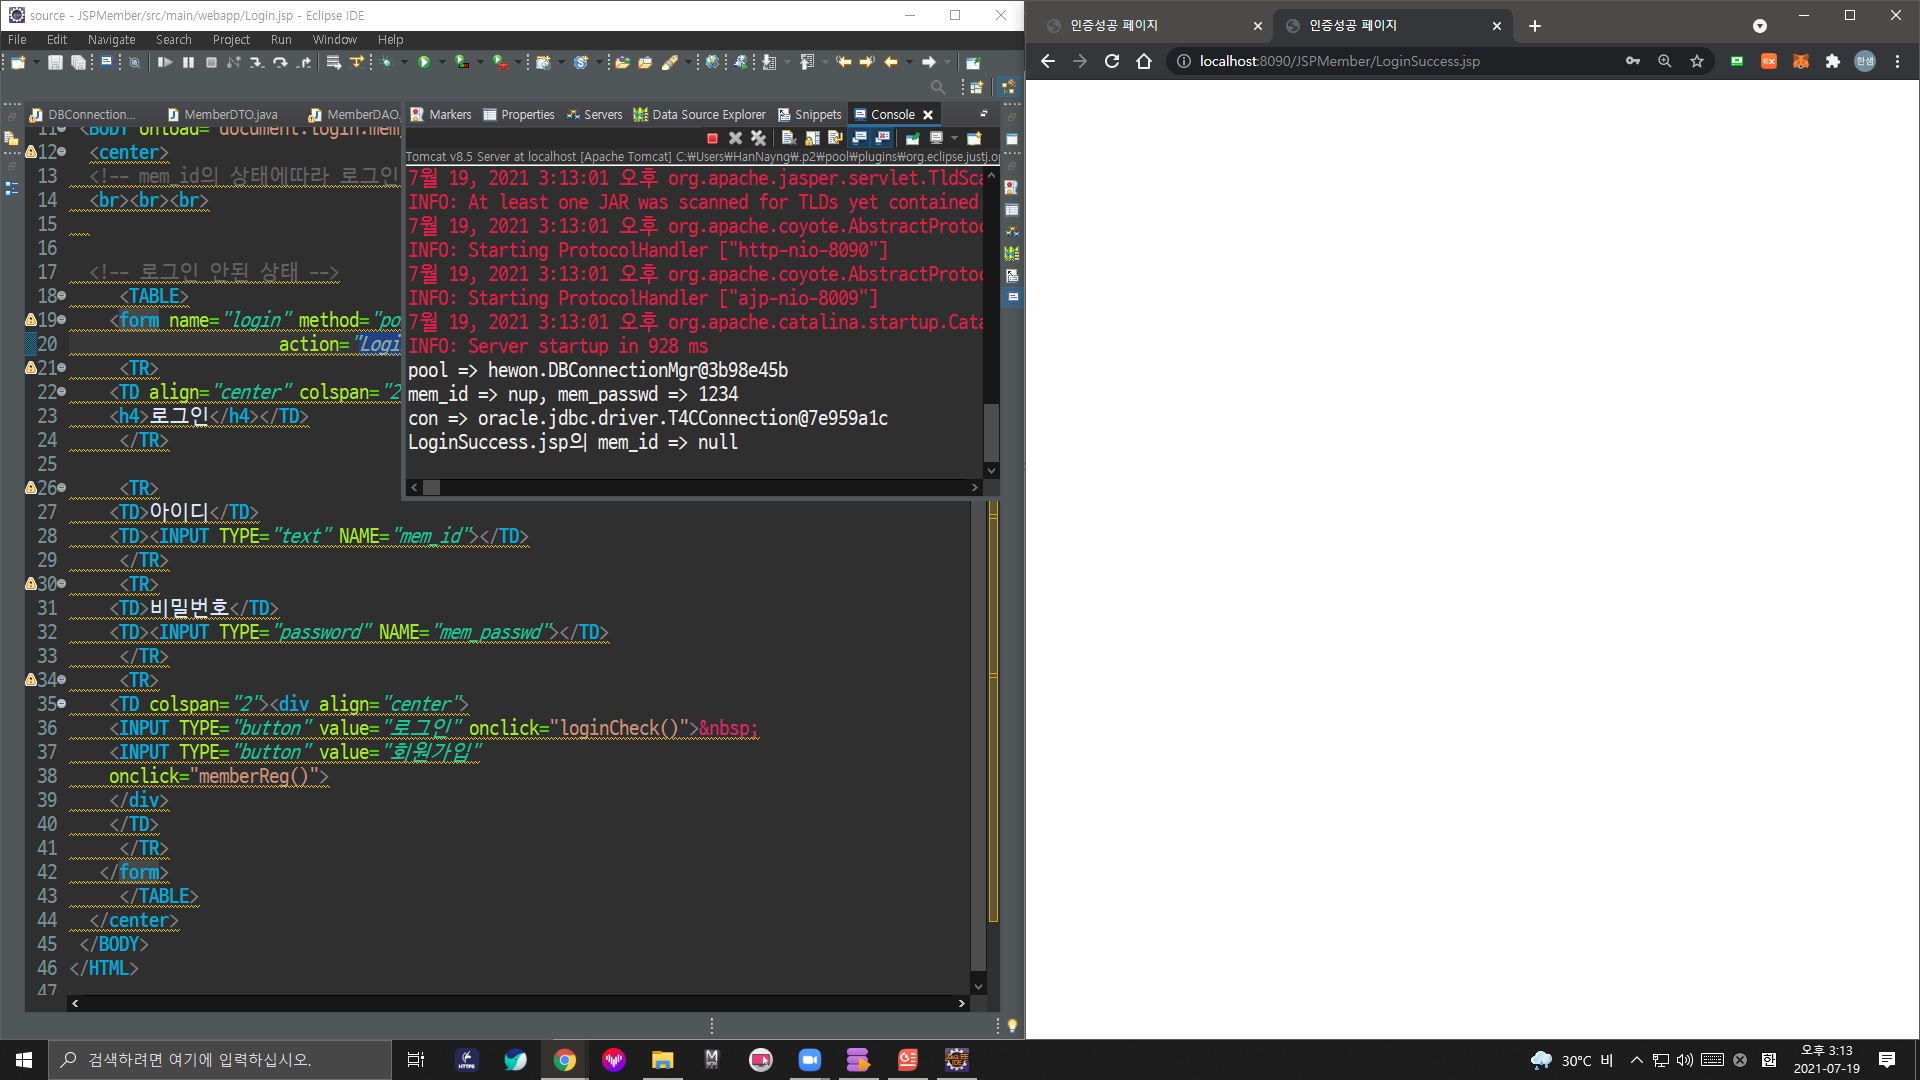 source - JSPMember/src/main/webapp/Login.jsp - Eclipse IDE
File Edit Navigate Search Project Run Window Help
DBConnection... MemberDTO.java MemberDAO.
11 <BODY onload="document.login.mem_
12 <center>
13 <!-- mem_id의 상태에따라 로그인
14 <br><br><br>
15
16
17 <!-- 로그인 안된 상태 -->
18 <TABLE>
19 <form name="login" method="po
20 action="Logi
21 <TR>
22 <TD align="center" colspan="2
23 <h4>로그인</h4></TD>
24 </TR>
25
26 <TR>
27 <TD>아이디</TD>
28 <TD><INPUT TYPE="text" NAME="mem_id"></TD>
29 </TR>
30 <TR>
31 <TD>비밀번호</TD>
32 <TD><INPUT TYPE="password" NAME="mem_passwd"></TD>
33 </TR>
34 <TR>
35 <TD colspan="2"><div align="center">
36 <INPUT TYPE="button" value="로그인" onclick="loginCheck()">&nbsp;
37 <INPUT TYPE="button" value="회원가입"
38 onclick="memberReg()">
39 </div>
40 </TD>
41 </TR>
42 </form>
43 </TABLE>
44 </center>
45 </BODY>
46 </HTML>
47
Markers Properties Servers Data Source Explorer Snippets Console
Tomcat v8.5 Server at localhost [Apache Tomcat] C:₩Users₩HanNayng₩.p2₩pool₩plugins₩org.eclipse.justj.o
7월 19, 2021 3:13:01 오후 org.apache.jasper.servlet.TldSca
INFO: At least one JAR was scanned for TLDs yet contained
7월 19, 2021 3:13:01 오후 org.apache.coyote.AbstractProtoc
INFO: Starting ProtocolHandler ["http-nio-8090"]
7월 19, 2021 3:13:01 오후 org.apache.coyote.AbstractProtoc
INFO: Starting ProtocolHandler ["ajp-nio-8009"]
7월 19, 2021 3:13:01 오후 org.apache.catalina.startup.Cata
INFO: Server startup in 928 ms
pool => hewon.DBConnectionMgr@3b98e45b
mem_id => nup, mem_passwd => 1234
con => oracle.jdbc.driver.T4CConnection@7e959a1c
LoginSuccess.jsp의 mem_id => null
인증성공 페이지
인증성공 페이지
localhost:8090/JSPMember/LoginSuccess.jsp
한샘
검색하려면 여기에 입력하십시오.
30°C 비
오후 3:13
2021-07-19